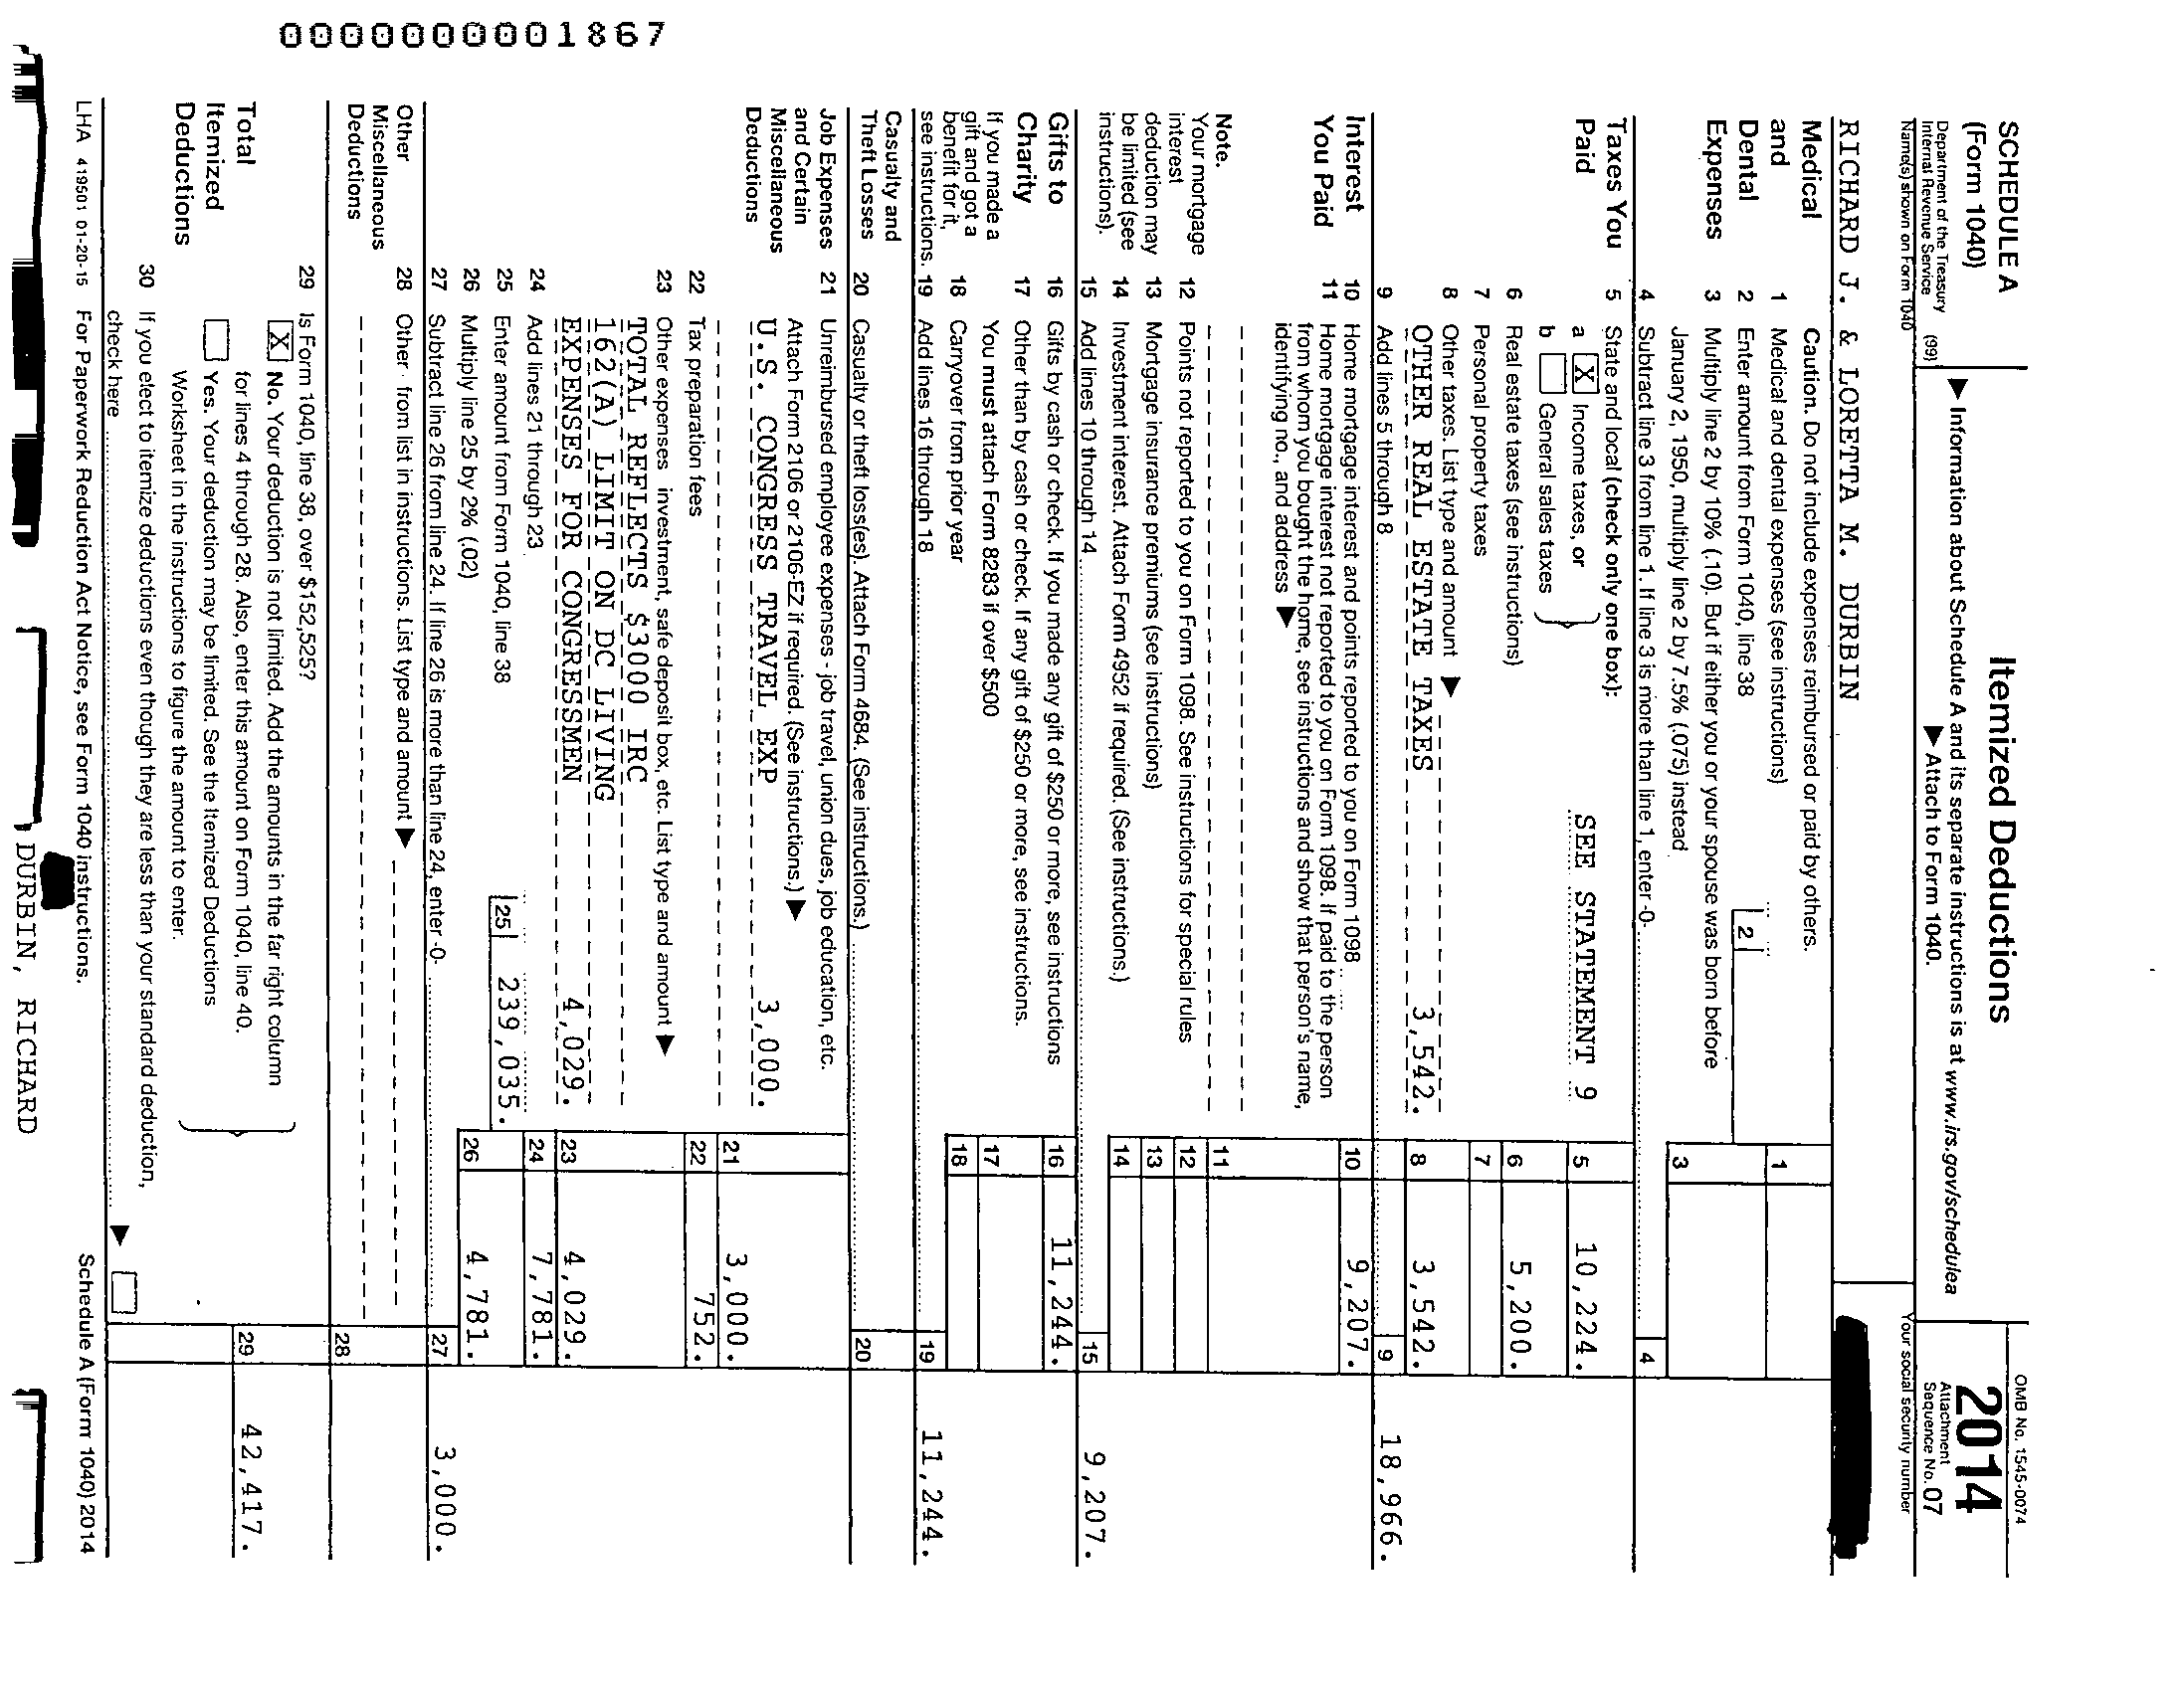 SCHEDULE A
(Form 1040)
Department of the Treasury
Internal Revenue Service (99)
Itemized Deductions
▶ Information about Schedule A and its separate instructions is at www.irs.gov/schedulea
▶ Attach to Form 1040.
OMB No. 1545-0074
2014
Attachment
Sequence No. 07
Name(s) shown on Form 1040
Your social security number
RICHARD J. & LORETTA M. DURBIN
Medical
and
Dental
Expenses
Caution. Do not include expenses reimbursed or paid by others.
1 Medical and dental expenses (see instructions) 1
2 Enter amount from Form 1040, line 38 2
3 Multiply line 2 by 10% (.10). But if either you or your spouse was born before
January 2, 1950, multiply line 2 by 7.5% (.075) instead 3
4 Subtract line 3 from line 1. If line 3 is more than line 1, enter -0- 4
Taxes You
Paid
5 State and local (check only one box):
a X Income taxes, or
b General sales taxes
SEE STATEMENT 9 5 10,224.
6 Real estate taxes (see instructions) 6 5,200.
7 Personal property taxes 7
8 Other taxes. List type and amount ▶
OTHER REAL ESTATE TAXES 3,542. 8 3,542.
9 Add lines 5 through 8 9 18,966.
Interest
You Paid
Note.
Your mortgage
interest
deduction may
be limited (see
instructions).
10 Home mortgage interest and points reported to you on Form 1098 10 9,207.
11 Home mortgage interest not reported to you on Form 1098. If paid to the person
from whom you bought the home, see instructions and show that person's name,
identifying no., and address ▶
11
12 Points not reported to you on Form 1098. See instructions for special rules 12
13 Mortgage insurance premiums (see instructions) 13
14 Investment interest. Attach Form 4952 if required. (See instructions.) 14
15 Add lines 10 through 14 15 9,207.
Gifts to
Charity
If you made a
gift and got a
benefit for it,
see instructions.
16 Gifts by cash or check. If you made any gift of $250 or more, see instructions 16 11,244.
17 Other than by cash or check. If any gift of $250 or more, see instructions.
You must attach Form 8283 if over $500 17
18 Carryover from prior year 18
19 Add lines 16 through 18 19 11,244.
Casualty and
Theft Losses
20 Casualty or theft loss(es). Attach Form 4684. (See instructions.) 20
Job Expenses
and Certain
Miscellaneous
Deductions
21 Unreimbursed employee expenses - job travel, union dues, job education, etc.
Attach Form 2106 or 2106-EZ if required. (See instructions.) ▶
U.S. CONGRESS TRAVEL EXP 3,000.
21 3,000.
22 Tax preparation fees 22 752.
23 Other expenses investment, safe deposit box, etc. List type and amount ▶
TOTAL REFLECTS $3000 IRC
162(A) LIMIT ON DC LIVING
EXPENSES FOR CONGRESSMEN 4,029. 23 4,029.
24 Add lines 21 through 23 24 7,781.
25 Enter amount from Form 1040, line 38 25 239,035.
26 Multiply line 25 by 2% (.02) 26 4,781.
27 Subtract line 26 from line 24. If line 26 is more than line 24, enter -0- 27 3,000.
Other
Miscellaneous
Deductions
28 Other - from list in instructions. List type and amount ▶
28
Total
Itemized
Deductions
29 Is Form 1040, line 38, over $152,525?
X No. Your deduction is not limited. Add the amounts in the far right column
for lines 4 through 28. Also, enter this amount on Form 1040, line 40.
Yes. Your deduction may be limited. See the Itemized Deductions
Worksheet in the instructions to figure the amount to enter.
29 42,417.
30 If you elect to itemize deductions even though they are less than your standard deduction,
check here ▶
LHA 419501 01-20-15 For Paperwork Reduction Act Notice, see Form 1040 instructions. Schedule A (Form 1040) 2014
DURBIN, RICHARD
000000001867